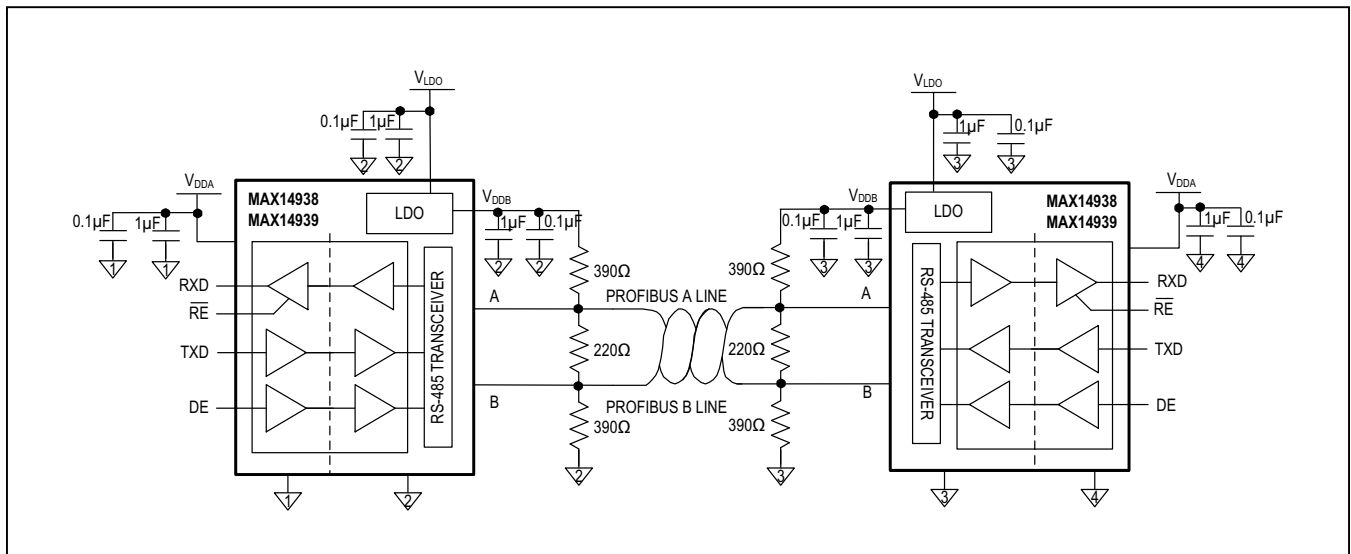 VLDO
0.1µF 1µF
2 2
VDDA
0.1µF 1µF
1 1
MAX14938
MAX14939
LDO
VDDB
1µF 0.1µF
2 2
RXD
RE
TXD
DE
RS-485 TRANSCEIVER
A
B
390Ω
220Ω
390Ω
2
1 2
PROFIBUS A LINE
PROFIBUS B LINE
VLDO
1µF 0.1µF
3 3
VDDB
0.1µF 1µF
3 3
LDO
MAX14938
MAX14939
VDDA
1µF 0.1µF
4 4
390Ω
220Ω
390Ω
3
A
B
RS-485 TRANSCEIVER
RXD
RE
TXD
DE
3 4